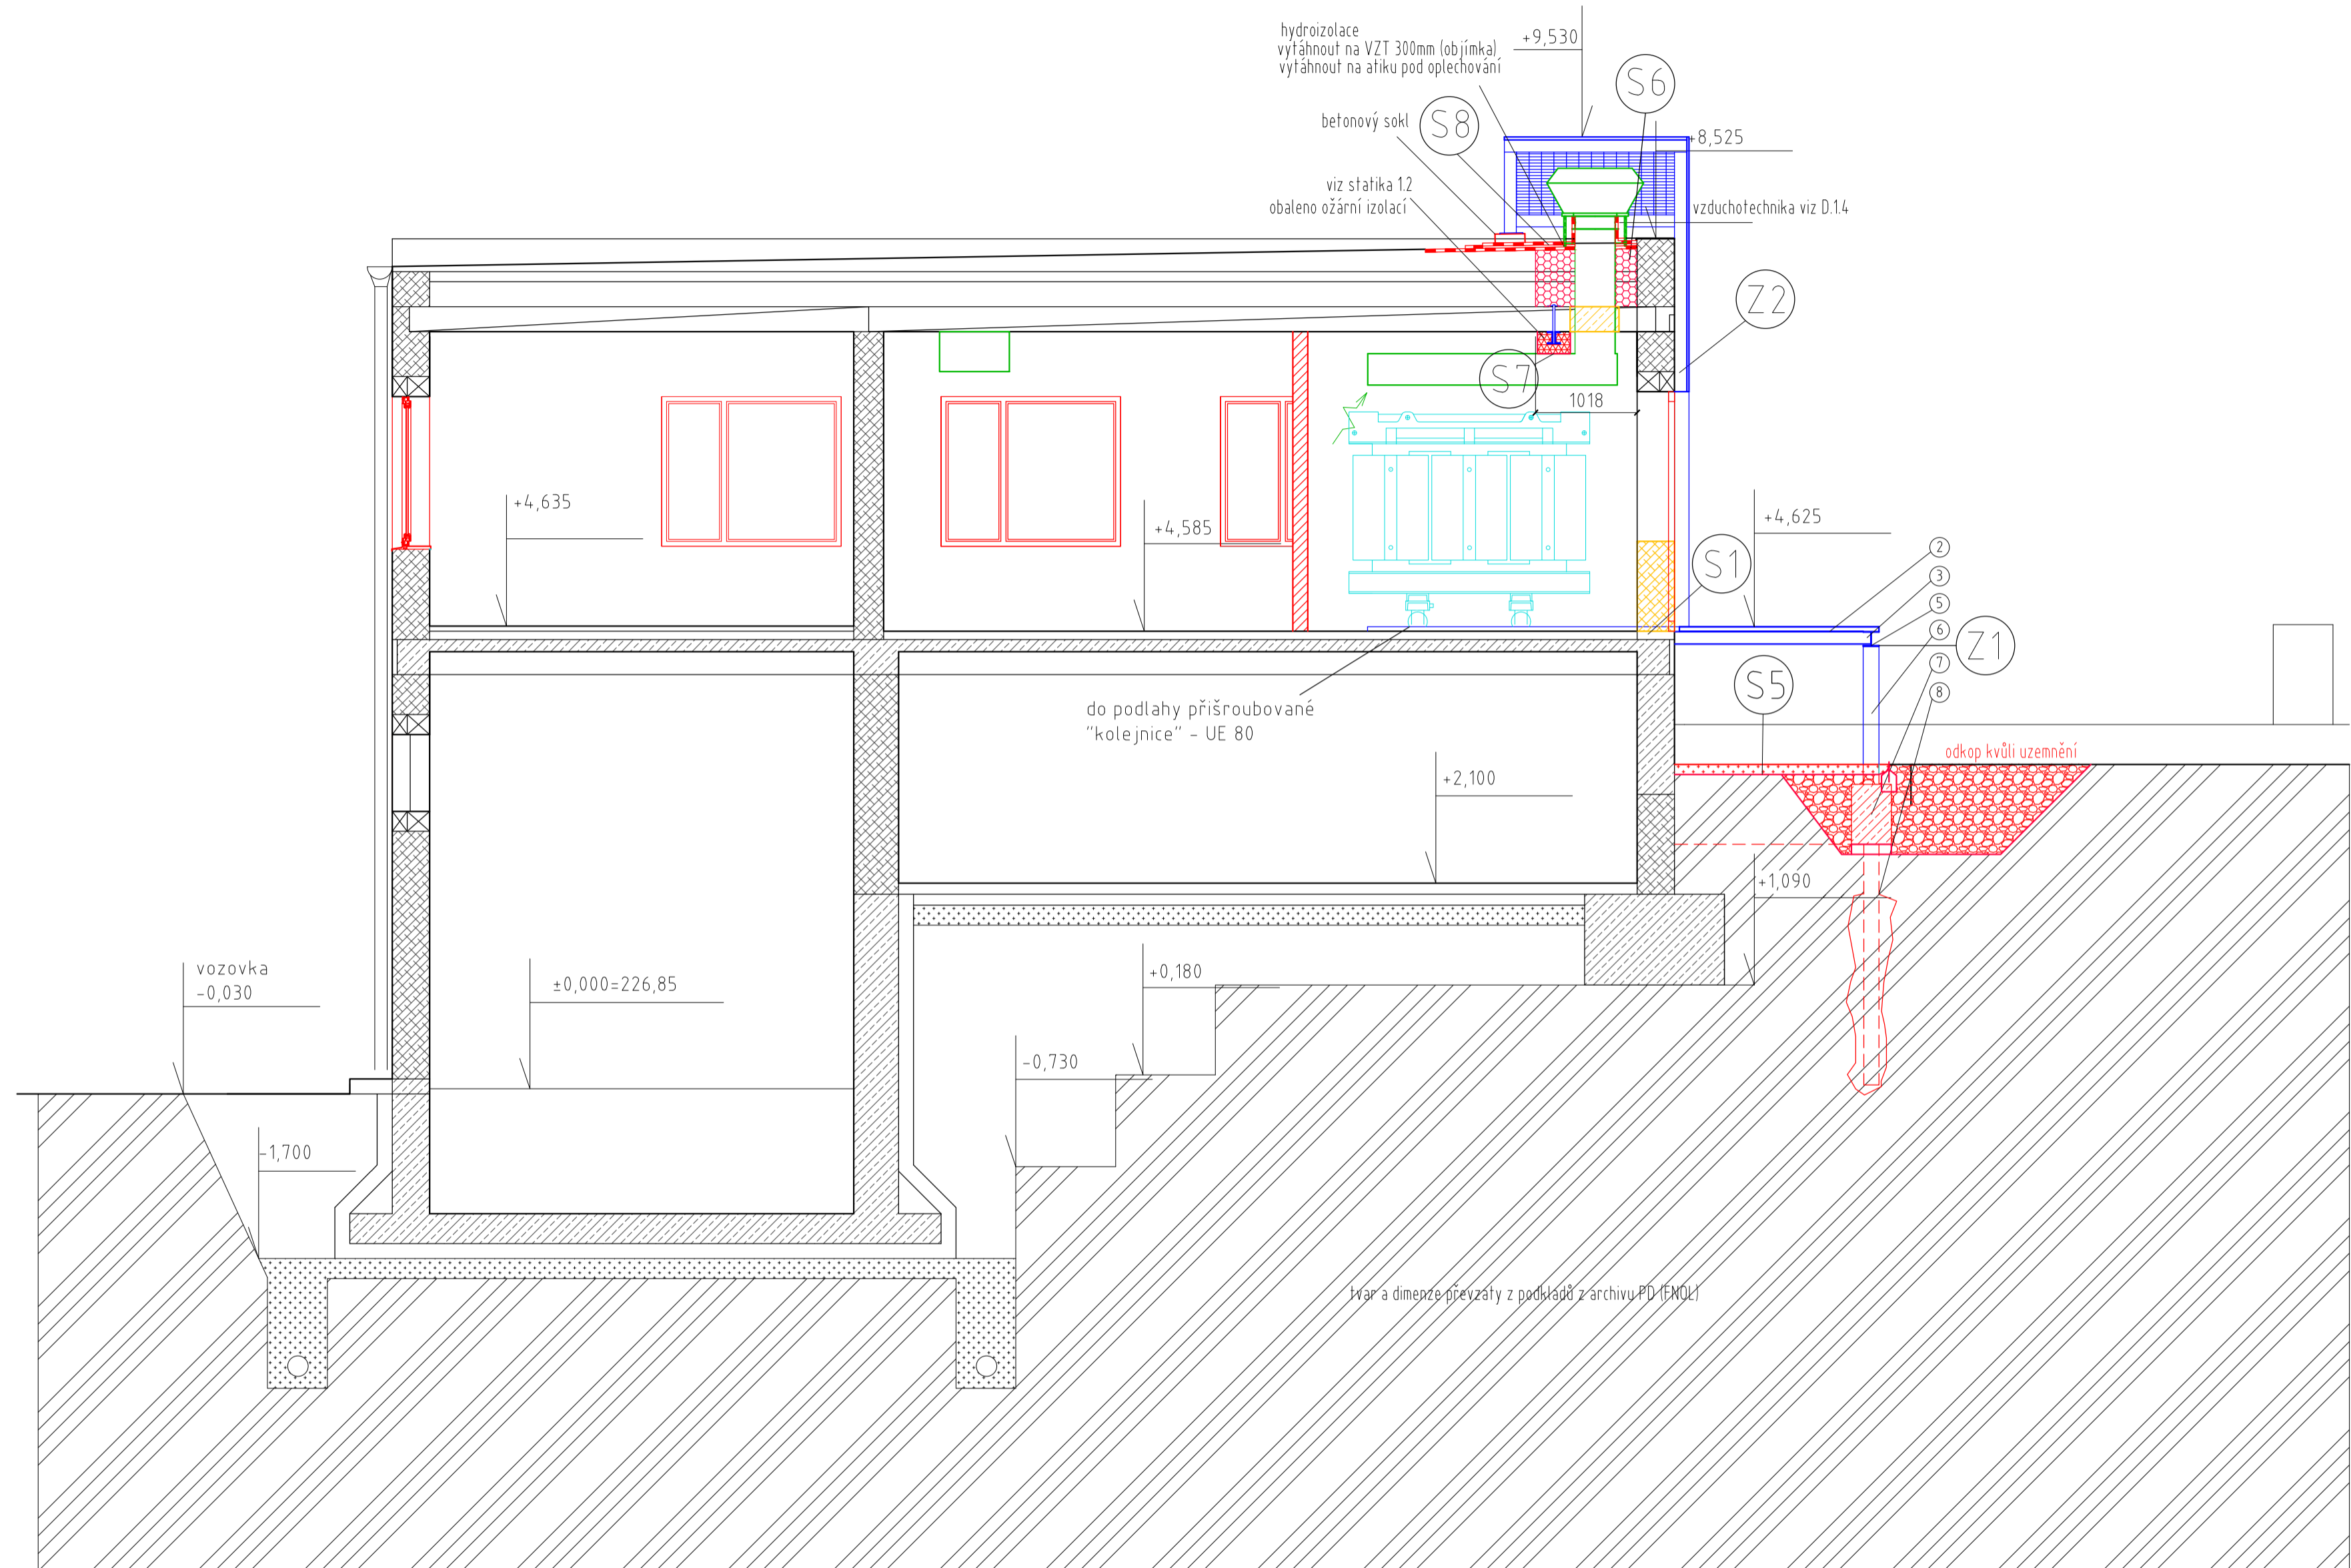 hydroizolace
vytáhnout na VZT 300mm (objímka)
vytáhnout na atiku pod oplechování
+9,530
S6
betonový sokl
S8
+8,525
viz statika 1.2
obaleno ožární izolací
vzduchotechnika viz D.1.4
Z2
S7
1018
+4,635
+4,585
+4,625
S1
2
3
5
6
7
8
Z1
S5
do podlahy přišroubované
"kolejnice" - UE 80
odkop kvůli uzemnění
+2,100
+1,090
vozovka
-0,030
±0,000=226,85
+0,180
-0,730
-1,700
tvar a dimenze převzaty z podkladů z archivu PD (FNOL)